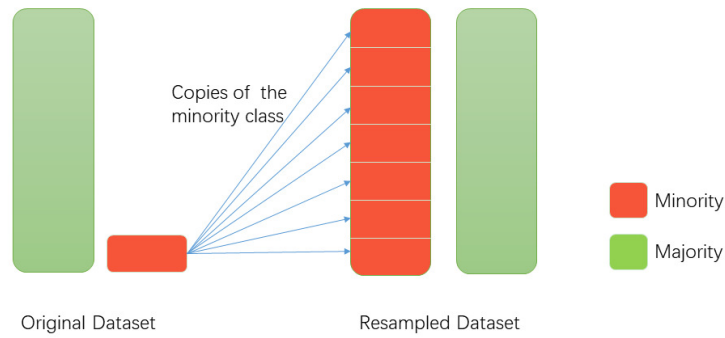 Copies of the
minority class
Minority
Majority
Original Dataset
Resampled Dataset